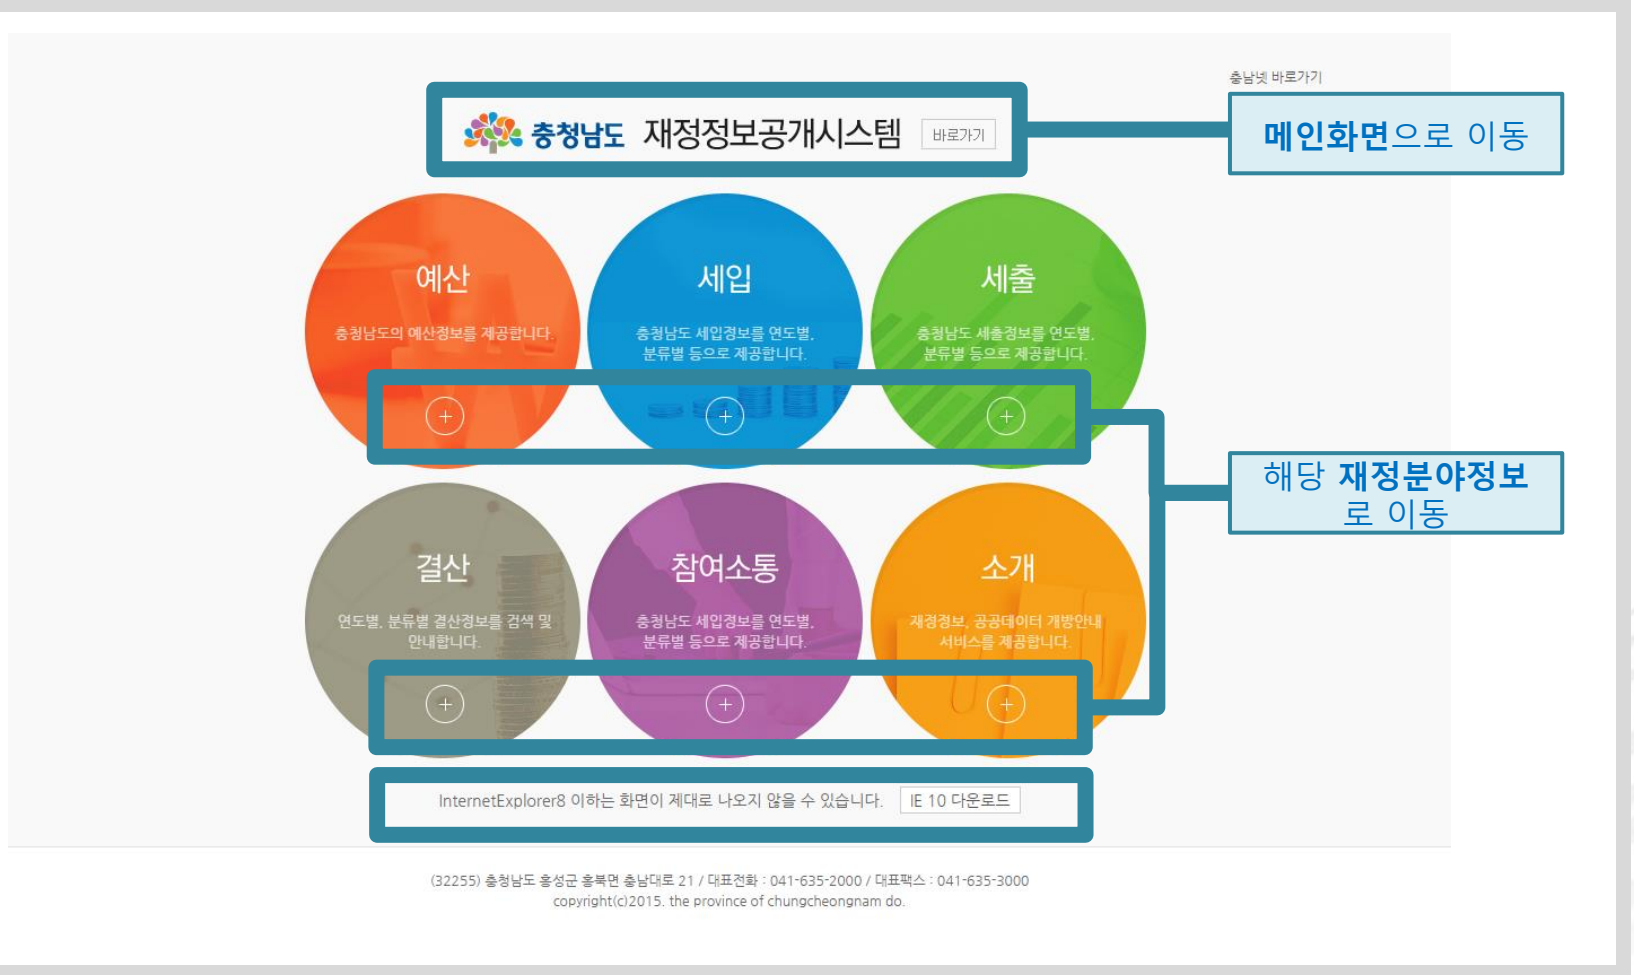 충남넷 바로가기
충청남도 재정정보공개시스템 바로가기
메인화면으로 이동
예산
충청남도의 예산정보를 제공합니다.
세입
충청남도 세입정보를 연도별,
분류별 등으로 제공합니다.
세출
충청남도 세출정보를 연도별,
분류별 등으로 제공합니다.
해당 재정분야정보
로 이동
결산
연도별, 분류별 결산정보를 검색 및
안내합니다.
참여소통
충청남도 세입정보를 연도별,
분류별 등으로 제공합니다.
소개
재정정보, 공공데이터 개방안내
서비스를 제공합니다.
InternetExplorer8 이하는 화면이 제대로 나오지 않을 수 있습니다. IE 10 다운로드
(32255) 충청남도 홍성군 홍북면 충남대로 21 / 대표전화 : 041-635-2000 / 대표팩스 : 041-635-3000
copyright(c)2015. the province of chungcheongnam do.